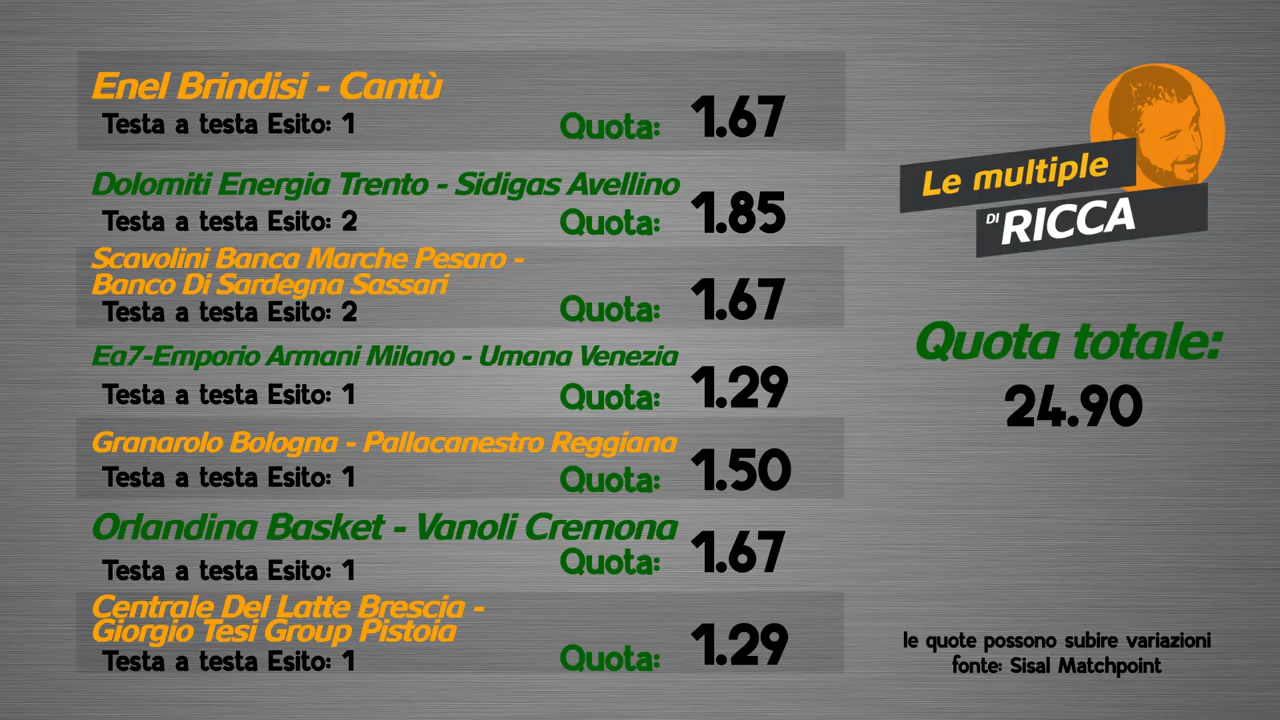 Enel Brindisi - Cantù
Testa a testa Esito: 1
Quota: 1.67
Dolomiti Energia Trento - Sidigas Avellino
Testa a testa Esito: 2
Quota: 1.85
Scavolini Banca Marche Pesaro -
Banco Di Sardegna Sassari
Testa a testa Esito: 2
Quota: 1.67
Ea7-Emporio Armani Milano - Umana Venezia
Testa a testa Esito: 1
Quota: 1.29
Granarolo Bologna - Pallacanestro Reggiana
Testa a testa Esito: 1
Quota: 1.50
Orlandina Basket - Vanoli Cremona
Testa a testa Esito: 1
Quota: 1.67
Centrale Del Latte Brescia -
Giorgio Tesi Group Pistoia
Testa a testa Esito: 1
Quota: 1.29
Le multiple
DI RICCA
Quota totale:
24.90
le quote possono subire variazioni
fonte: Sisal Matchpoint